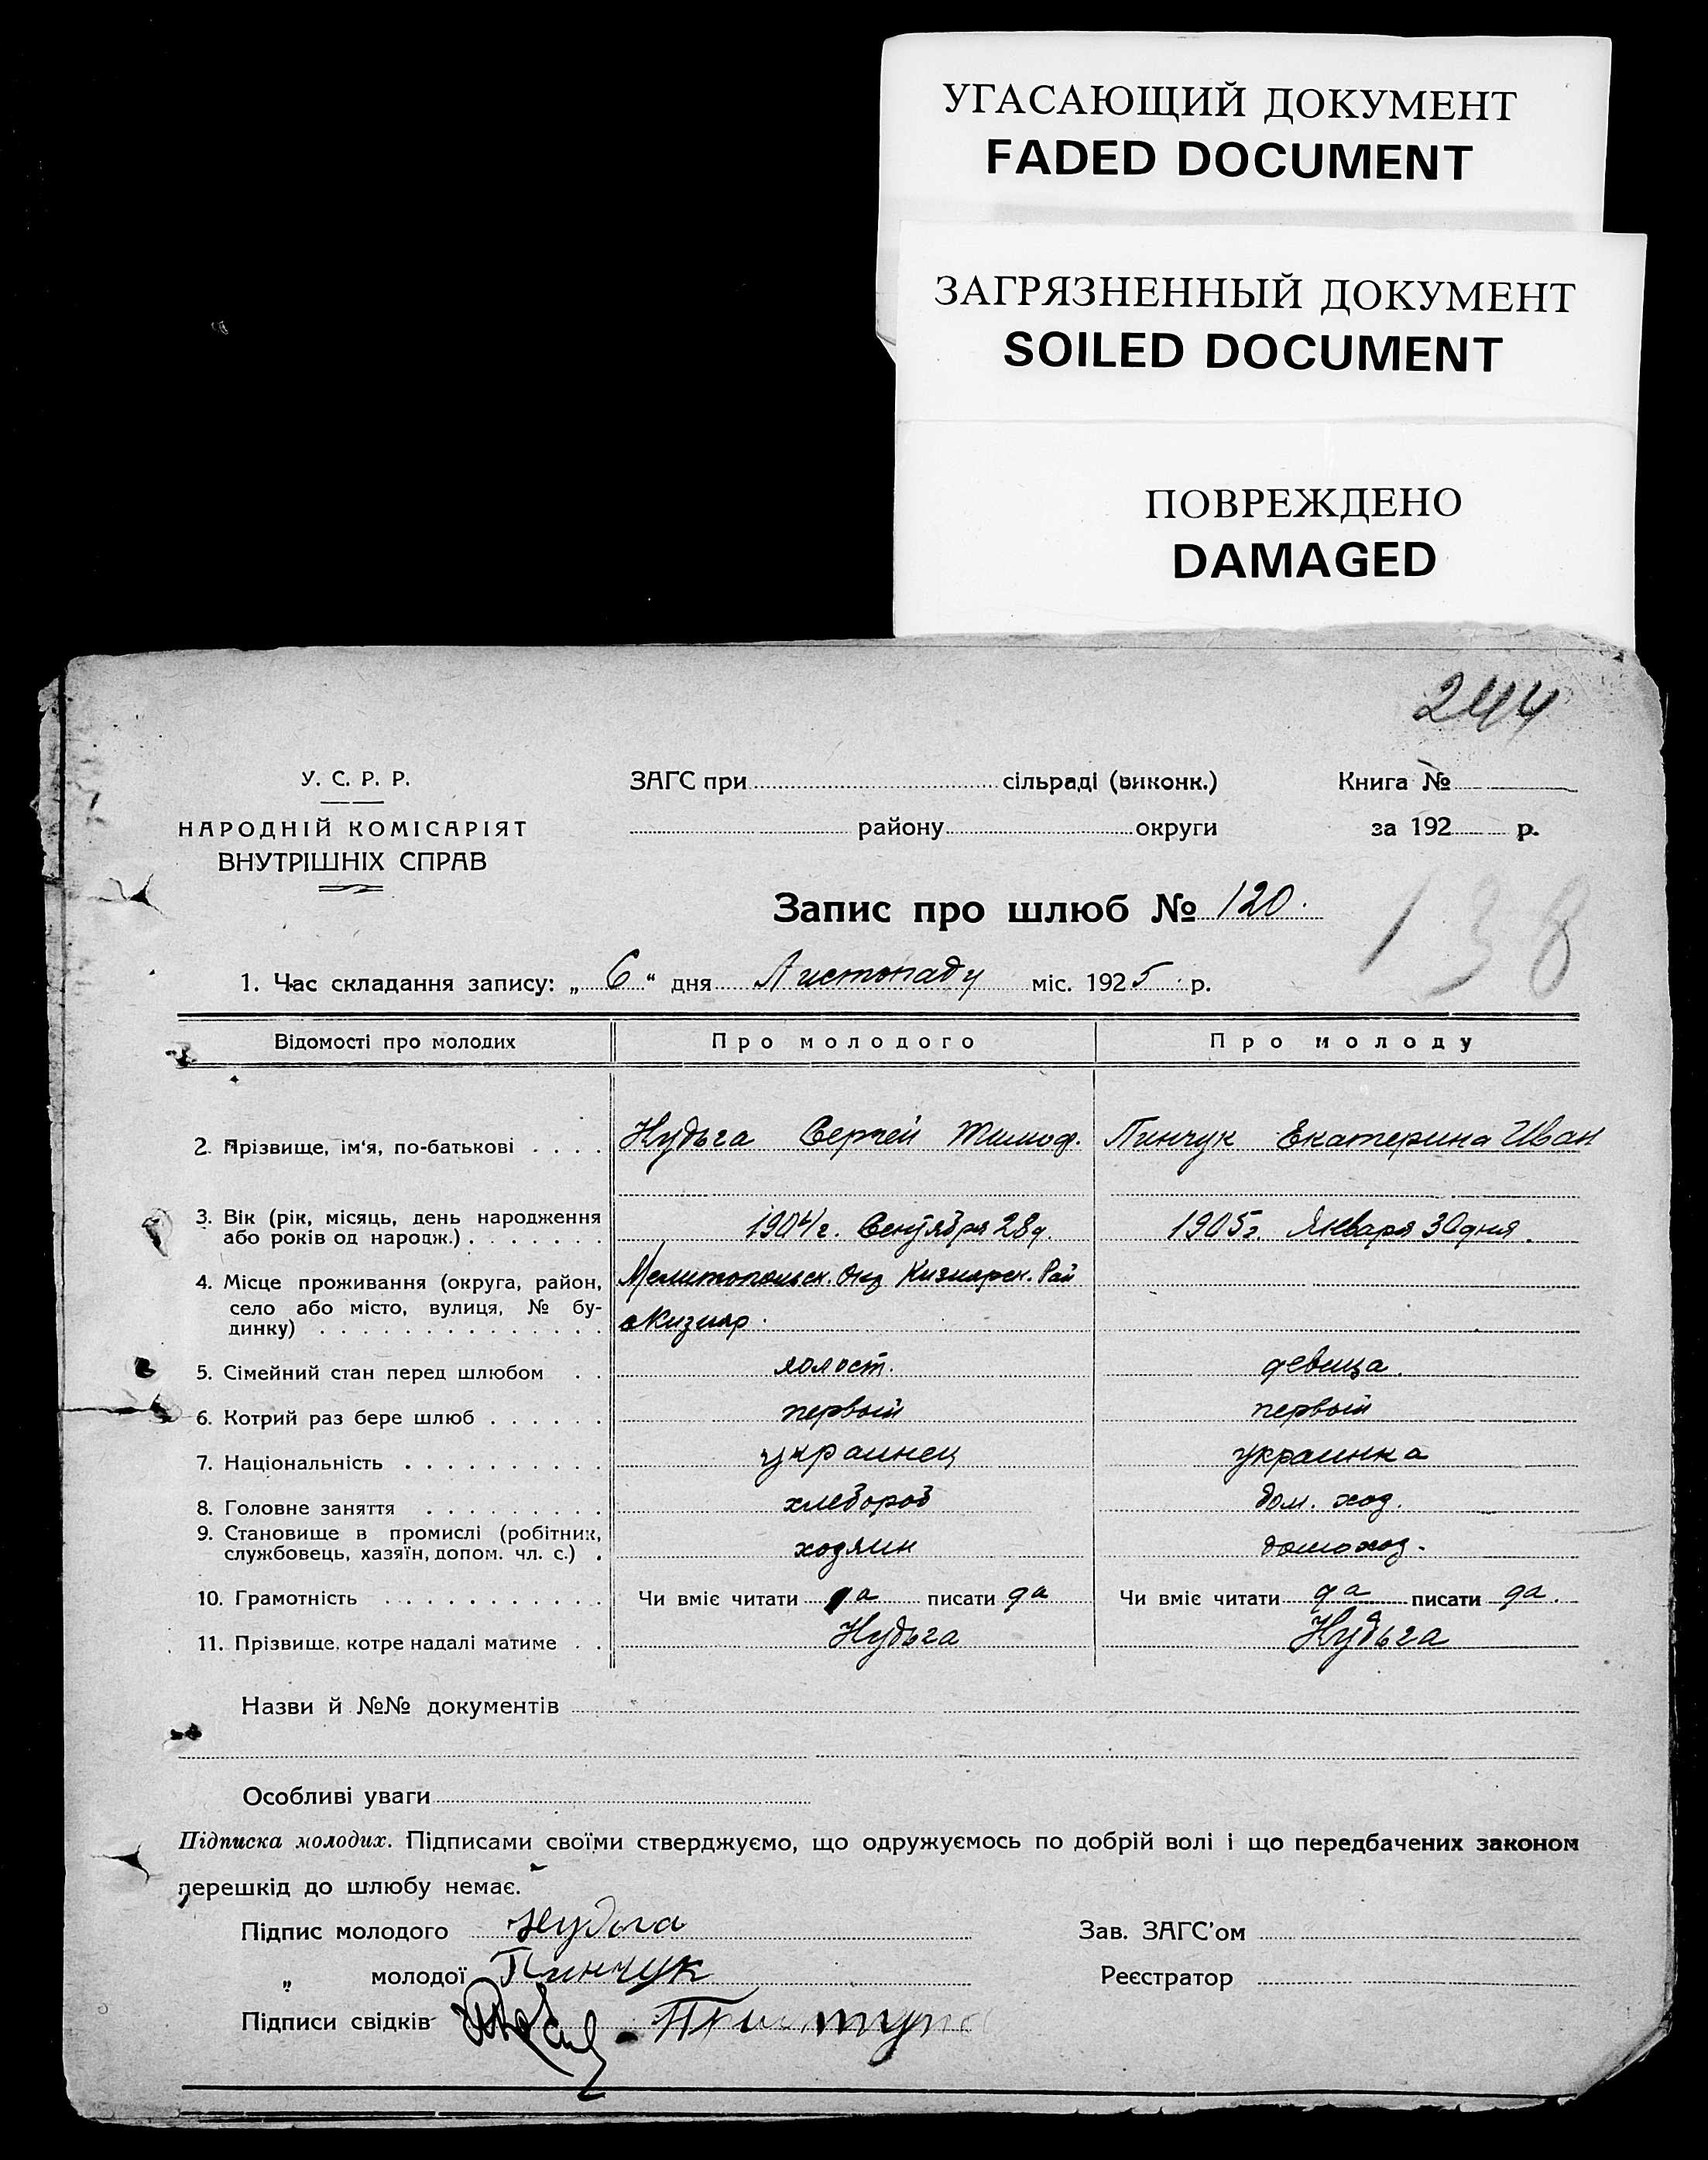 УГАСАЮЩИЙ ДОКУМЕНТ
FADED DOCUMENT
ЗАГРЯЗНЕННЫЙ ДОКУМЕНТ
SOILED DOCUMENT
ПОВРЕЖДЕНО
DAMAGED
244
У. С. Р. Р.
НАРОДНІЙ КОМІСАРІЯТ
ВНУТРІШНІХ СПРАВ
ЗАГС при сільраді (виконк.)
району округи
Книга №
за 192 р.
Запис про шлюб № 120.
138
1. Час складання запису: „ 6 “ дня Листопаду міс. 1925 р.
Відомості про молодих Про молодого Про молоду
2. Прізвище, ім'я, по-батькові . . . . Нудьга Сергей Тимоф. Пинчук Екатерина Иван
3. Вік (рік, місяць, день народження
або років од народж.) . . . . . . . 1904 г. Сентября 28 д. 1905 г. Января 30 дня.
4. Місце проживання (округа, район, Мелитопольск. Окр Кизиярск. Рай
село або місто, вулиця, № бу-
динку) . . . . . . . . . . . . . . с Кизияр.
5. Сімейний стан перед шлюбом . . холост. девица.
6. Котрий раз бере шлюб . . . . . . первый первый
7. Національність . . . . . . . . . . украинец украинка
8. Головне заняття . . . . . . . . . хлебороб дом. хоз.
9. Становище в промислі (робітник,
службовець, хазяїн, допом. чл. с.) . хозяин домохоз.
10. Грамотність . . . . . . . . . . . Чи вміє читати да писати да Чи вміє читати да писати да.
11. Прізвище, котре надалі матиме . . Нудьга Нудьга
Назви й №№ документів
Особливі уваги
Підписка молодих. Підписами своїми стверджуємо, що одружуємось по добрій волі і що передбачених законом
перешкід до шлюбу немає.
Підпис молодого Нудьга Зав. ЗАГС'ом
„ молодої Пинчук Реєстратор
Підписи свідків